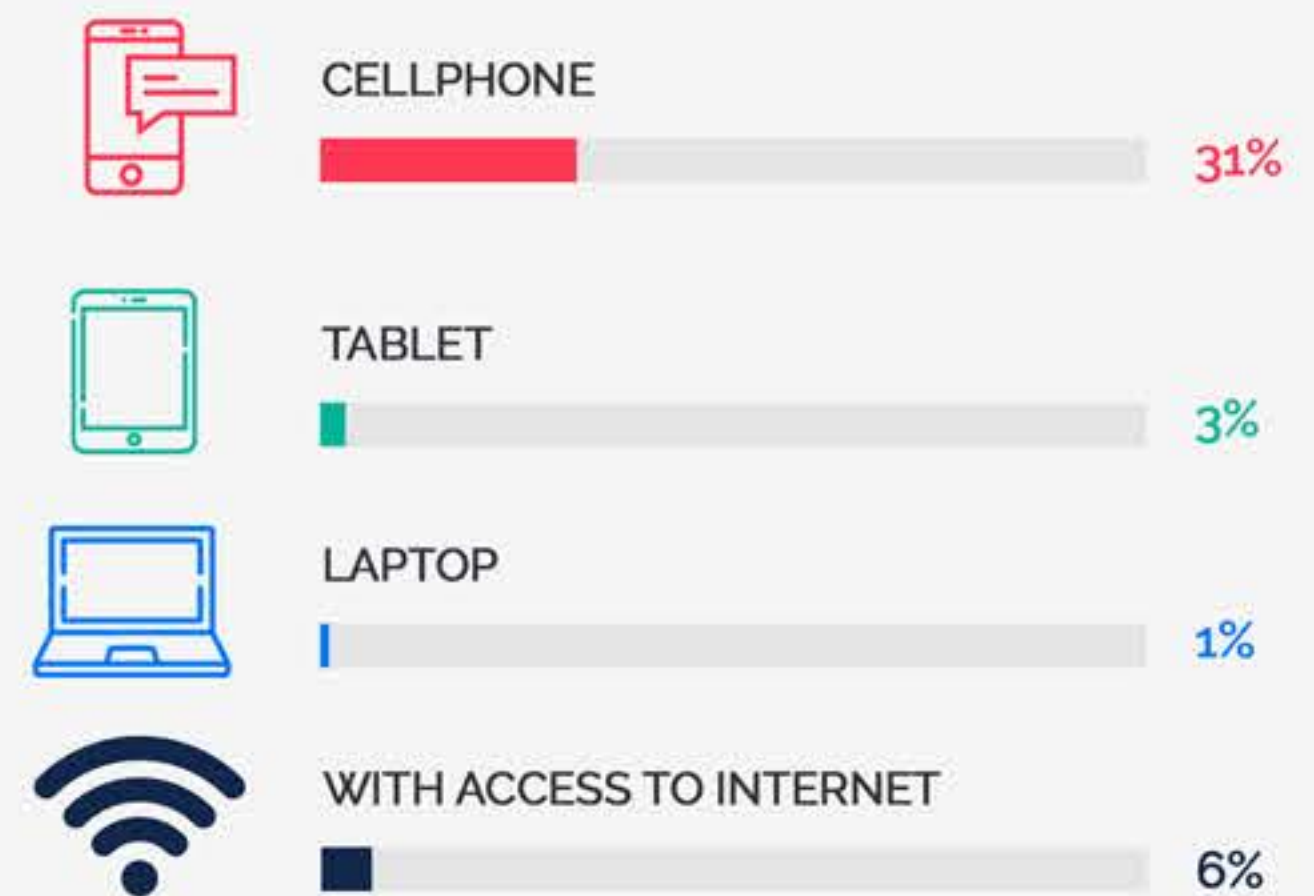 CELLPHONE
31%
TABLET
3%
LAPTOP
1%
WITH ACCESS TO INTERNET
6%